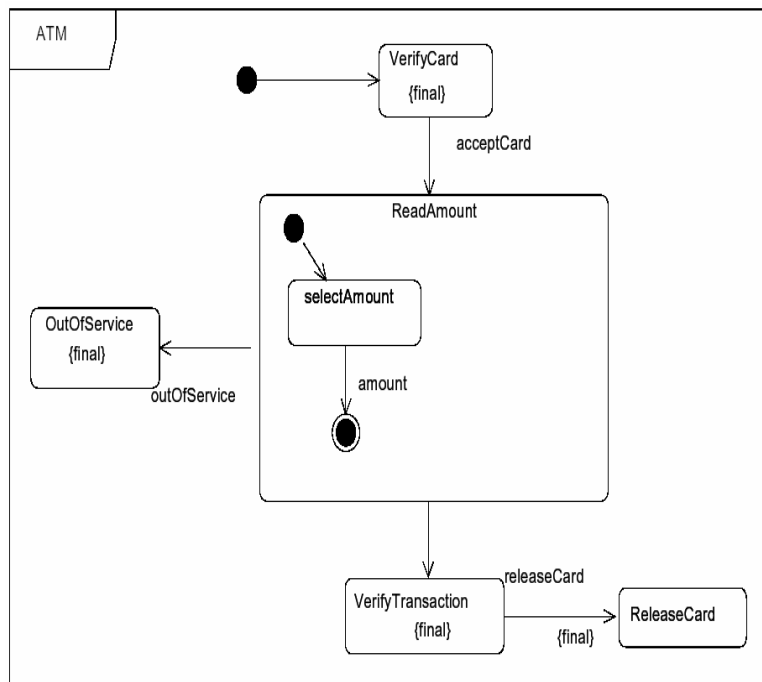 ATM
VerifyCard
{final}
acceptCard
ReadAmount
selectAmount
OutOfService
{final}
outOfService
amount
releaseCard
VerifyTransaction
{final}
{final}
ReleaseCard